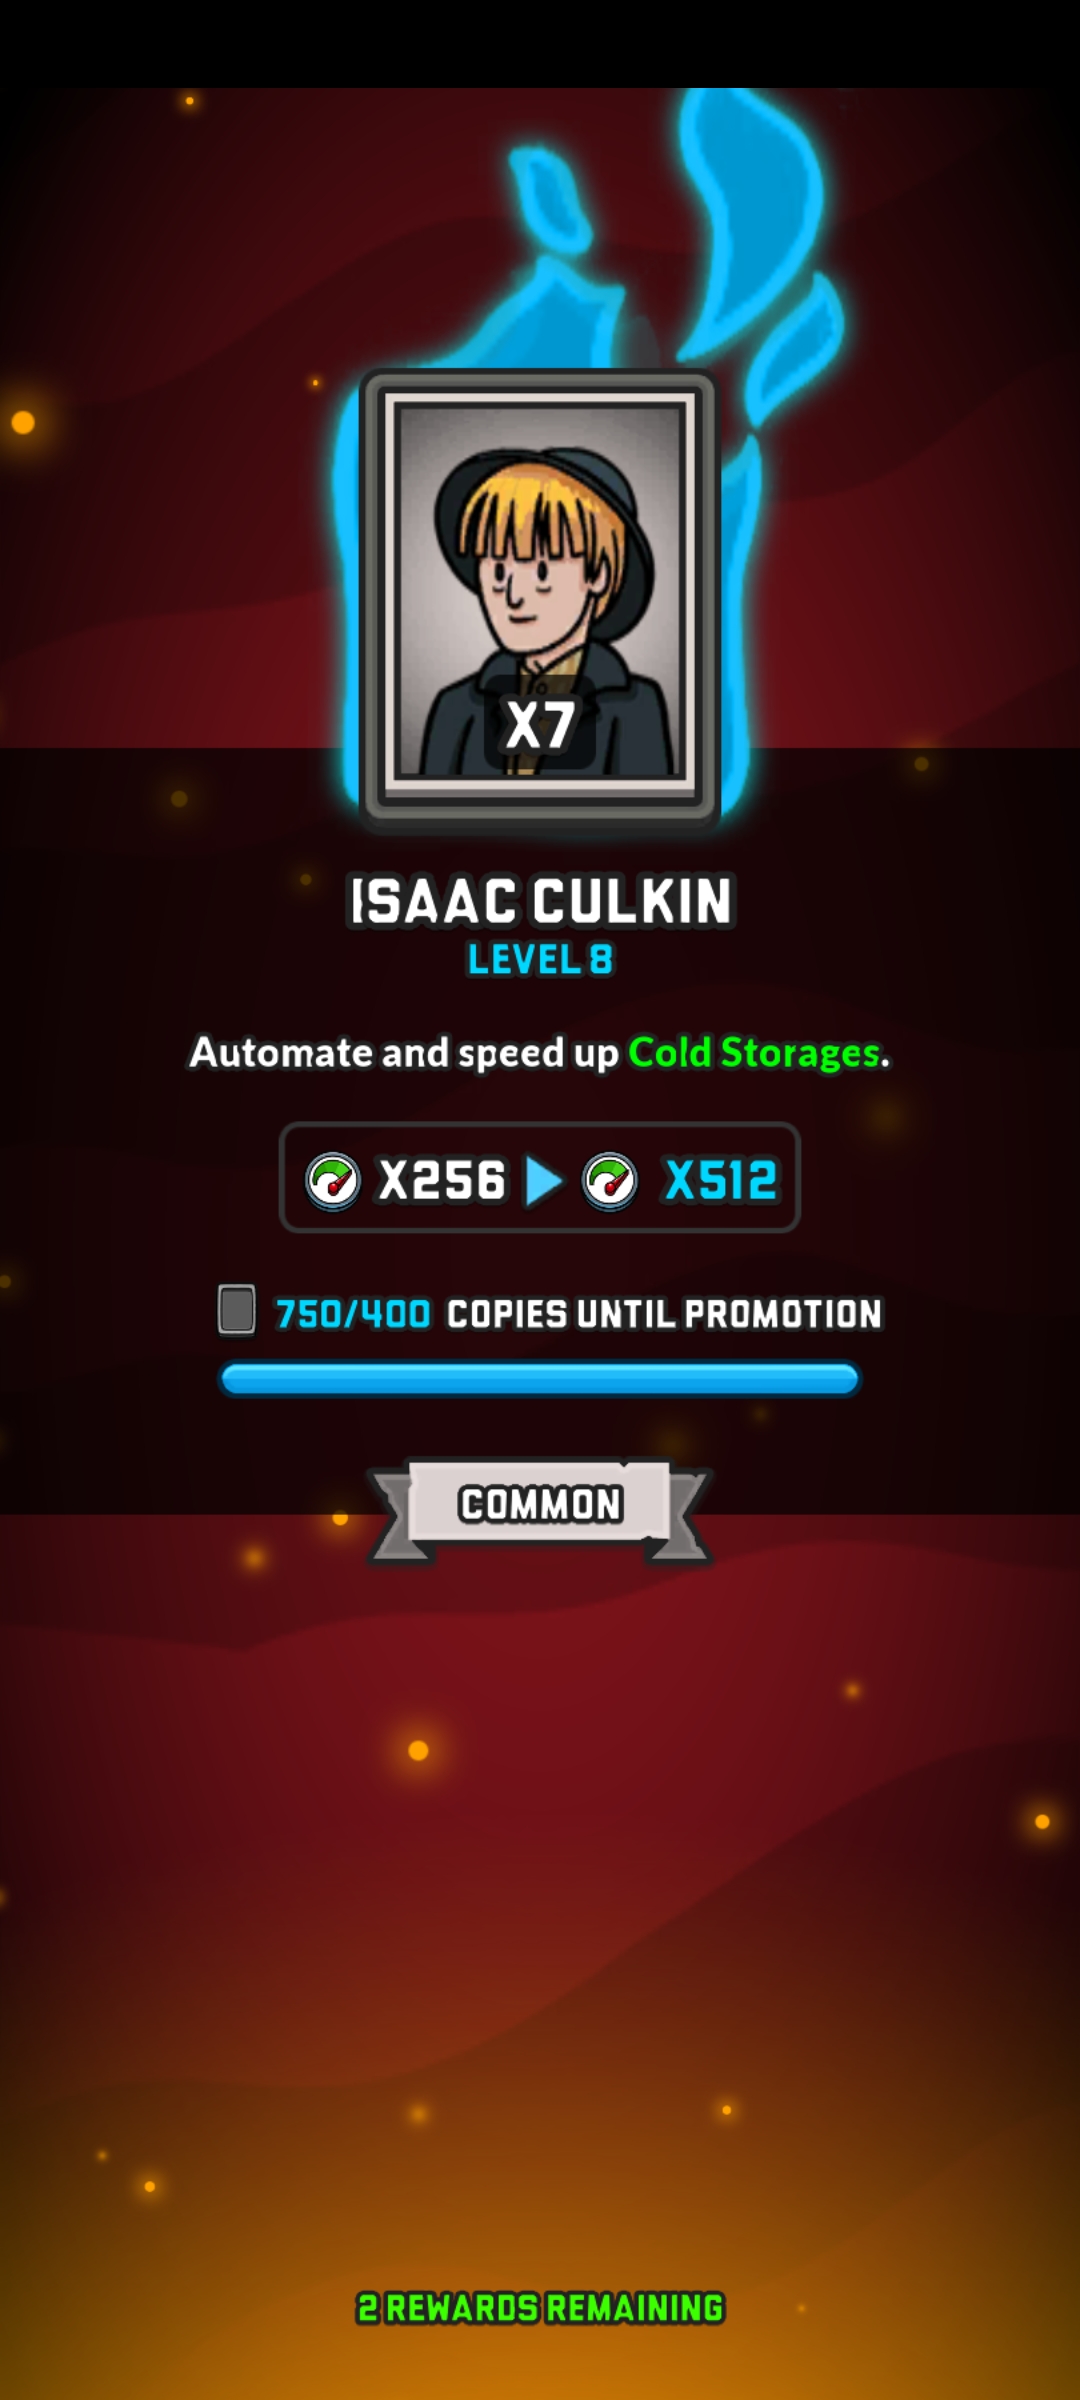 X7
ISAAC CULKIN
LEVEL 8
Automate and speed up Cold Storages.
X256 X512
750/400 COPIES UNTIL PROMOTION
COMMON
2 REWARDS REMAINING